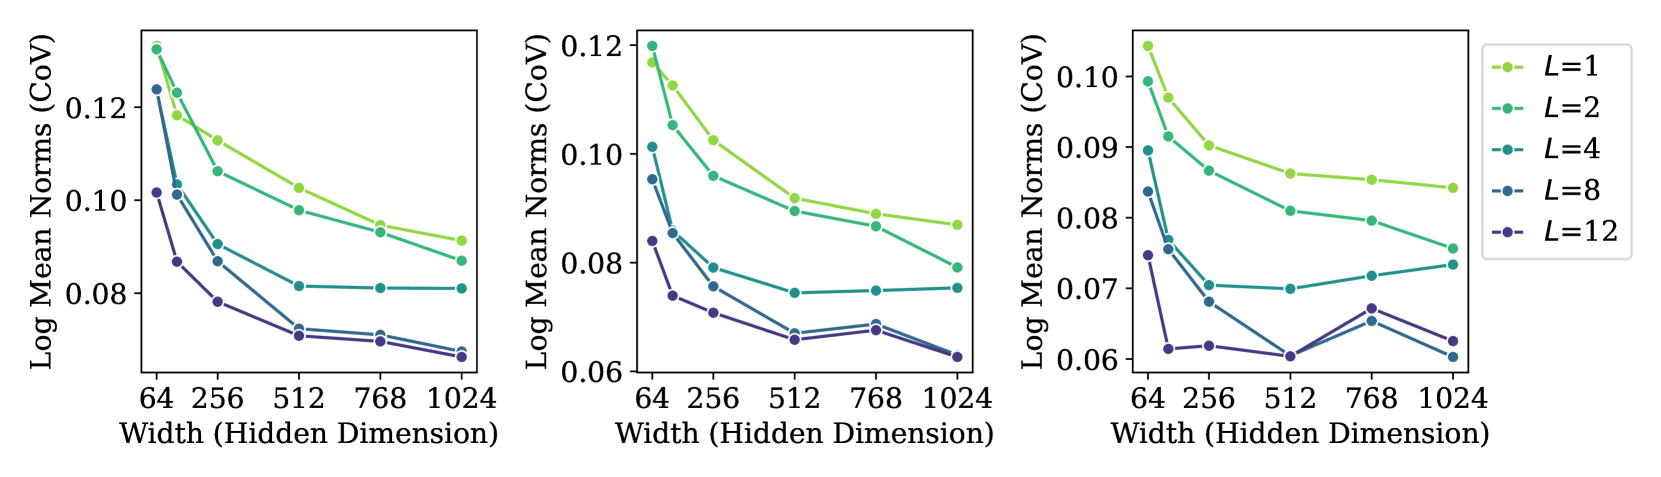 Log Mean Norms (CoV)
0.12
0.10
0.08
64 256 512 768 1024
Width (Hidden Dimension)
Log Mean Norms (CoV)
0.12
0.10
0.08
0.06
64 256 512 768 1024
Width (Hidden Dimension)
Log Mean Norms (CoV)
0.10
0.09
0.08
0.07
0.06
64 256 512 768 1024
Width (Hidden Dimension)
L=1
L=2
L=4
L=8
L=12